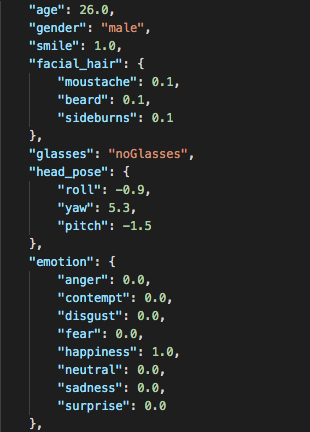 "age": 26.0,
"gender": "male",
"smile": 1.0,
"facial_hair": {
"moustache": 0.1,
"beard": 0.1,
"sideburns": 0.1
},
"glasses": "noGlasses",
"head_pose": {
"roll": -0.9,
"yaw": 5.3,
"pitch": -1.5
},
"emotion": {
"anger": 0.0,
"contempt": 0.0,
"disgust": 0.0,
"fear": 0.0,
"happiness": 1.0,
"neutral": 0.0,
"sadness": 0.0,
"surprise": 0.0
},